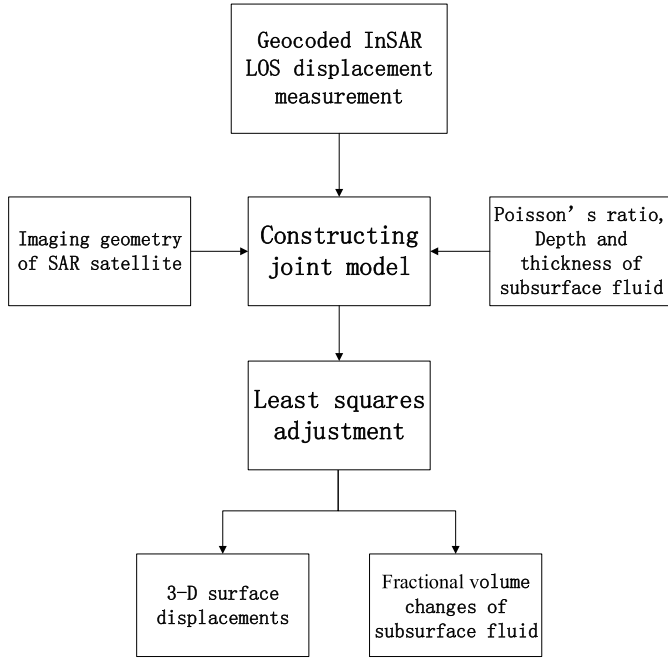 Geocoded InSAR
LOS displacement
measurement
Imaging geometry
of SAR satellite
Constructing
joint model
Poisson’s ratio,
Depth and
thickness of
subsurface fluid
Least squares
adjustment
3-D surface
displacements
Fractional volume
changes of
subsurface fluid